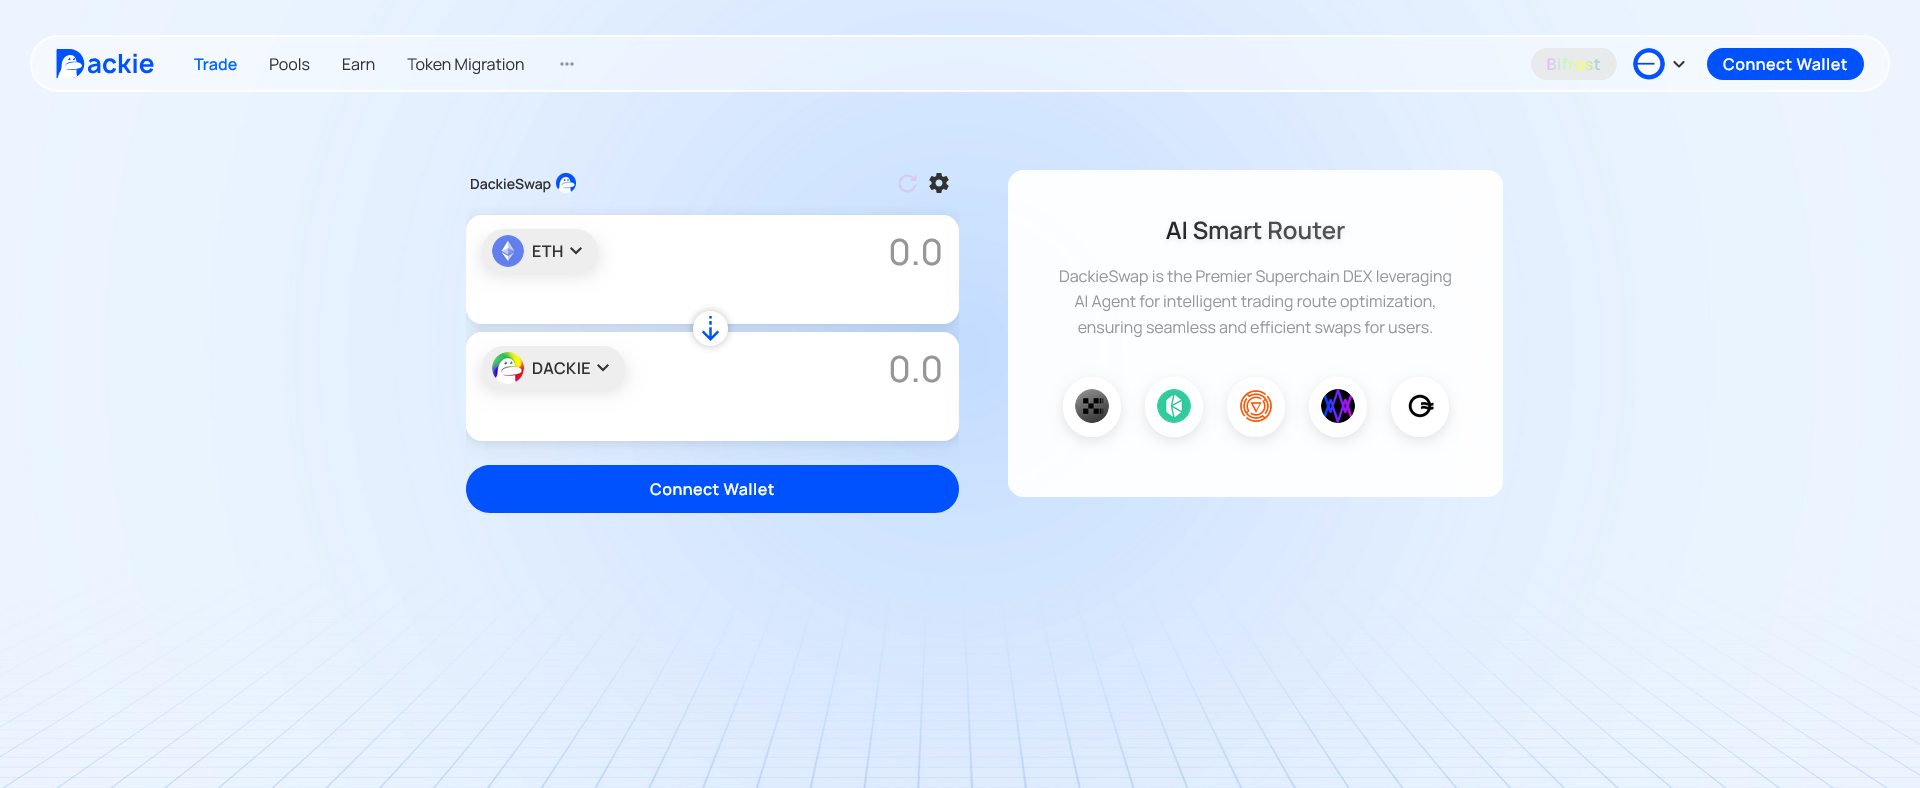 Dackie
Trade
Pools
Earn
Token Migration
Bifrost
Connect Wallet
DackieSwap
ETH
0.0
DACKIE
0.0
Connect Wallet
AI Smart Router
DackieSwap is the Premier Superchain DEX leveraging
AI Agent for intelligent trading route optimization,
ensuring seamless and efficient swaps for users.